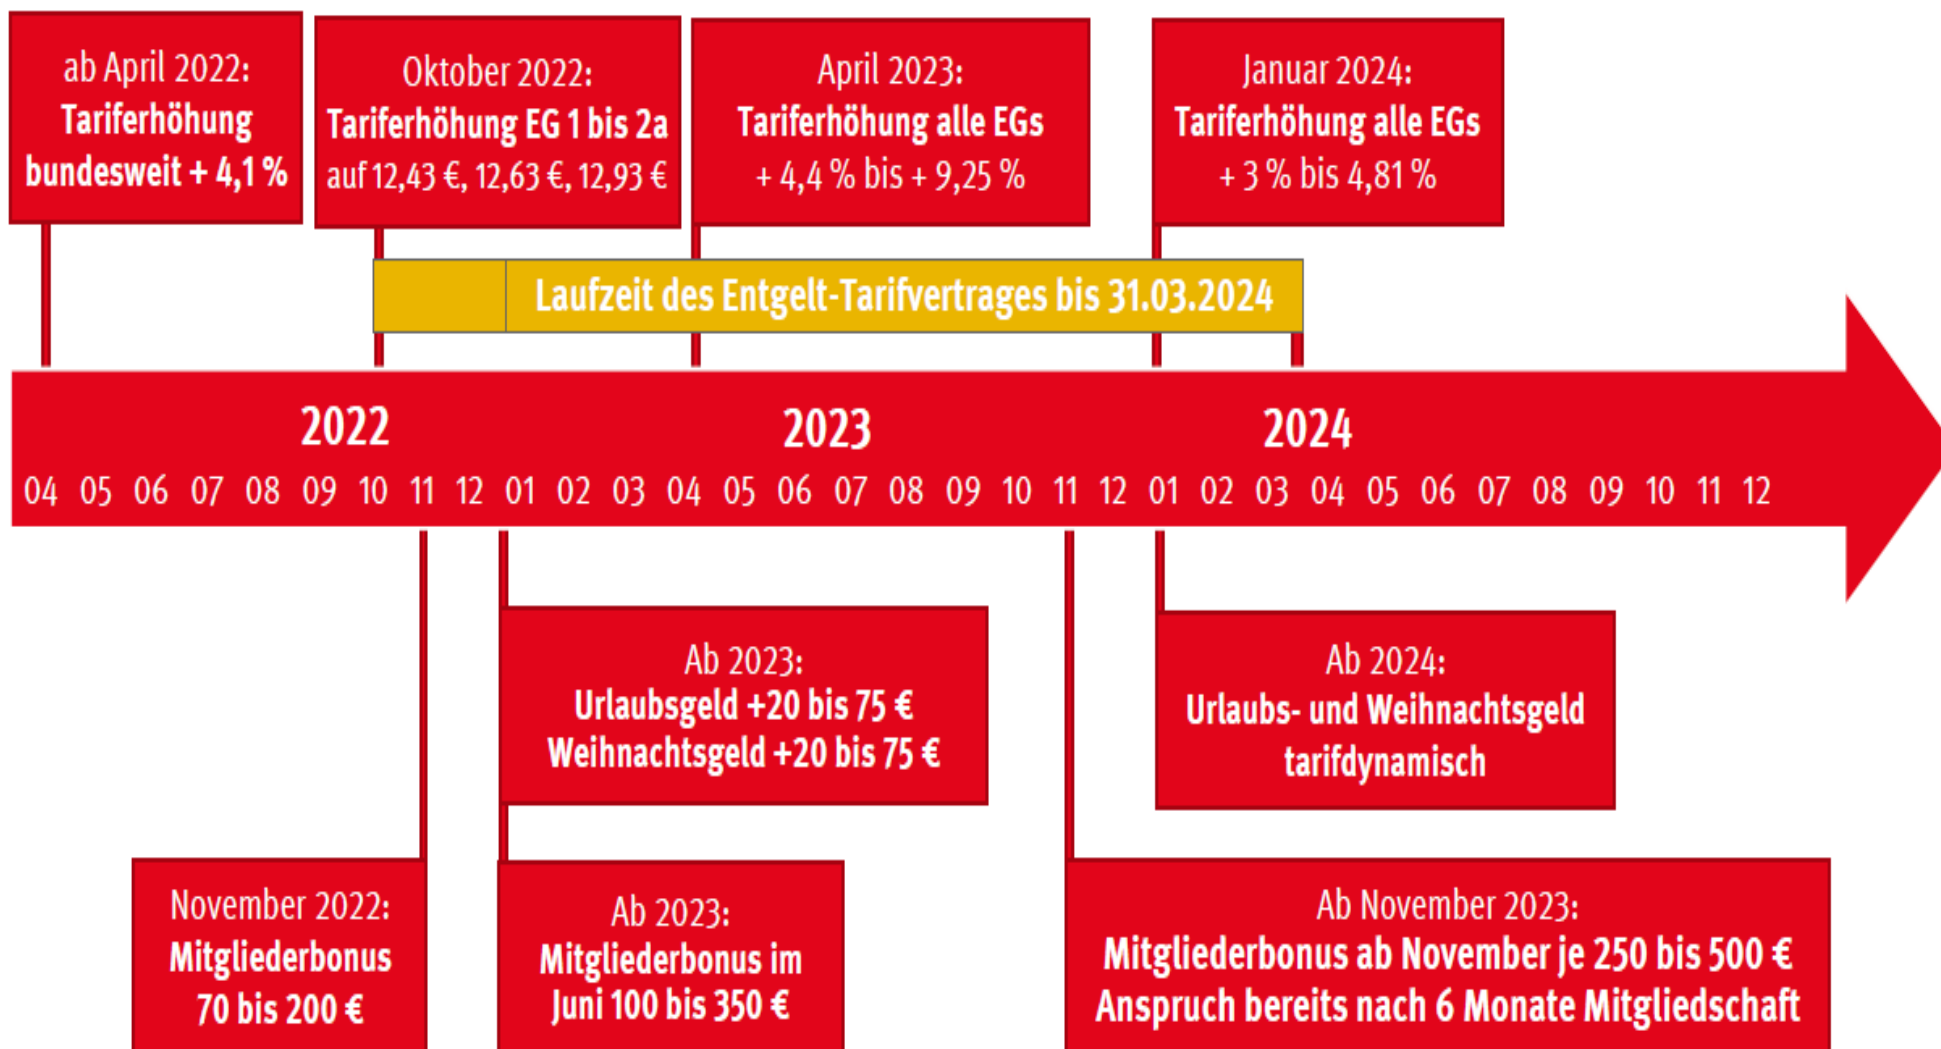 ab April 2022:
Tariferhöhung
bundesweit + 4,1 %
Oktober 2022:
Tariferhöhung EG 1 bis 2a
auf 12,43 €, 12,63 €, 12,93 €
April 2023:
Tariferhöhung alle EGs
+ 4,4 % bis + 9,25 %
Januar 2024:
Tariferhöhung alle EGs
+ 3 % bis 4,81 %
Laufzeit des Entgelt-Tarifvertrages bis 31.03.2024
2022 2023 2024
04 05 06 07 08 09 10 11 12 01 02 03 04 05 06 07 08 09 10 11 12 01 02 03 04 05 06 07 08 09 10 11 12
Ab 2023:
Urlaubsgeld +20 bis 75 €
Weihnachtsgeld +20 bis 75 €
Ab 2024:
Urlaubs- und Weihnachtsgeld
tarifdynamisch
November 2022:
Mitgliederbonus
70 bis 200 €
Ab 2023:
Mitgliederbonus im
Juni 100 bis 350 €
Ab November 2023:
Mitgliederbonus ab November je 250 bis 500 €
Anspruch bereits nach 6 Monate Mitgliedschaft